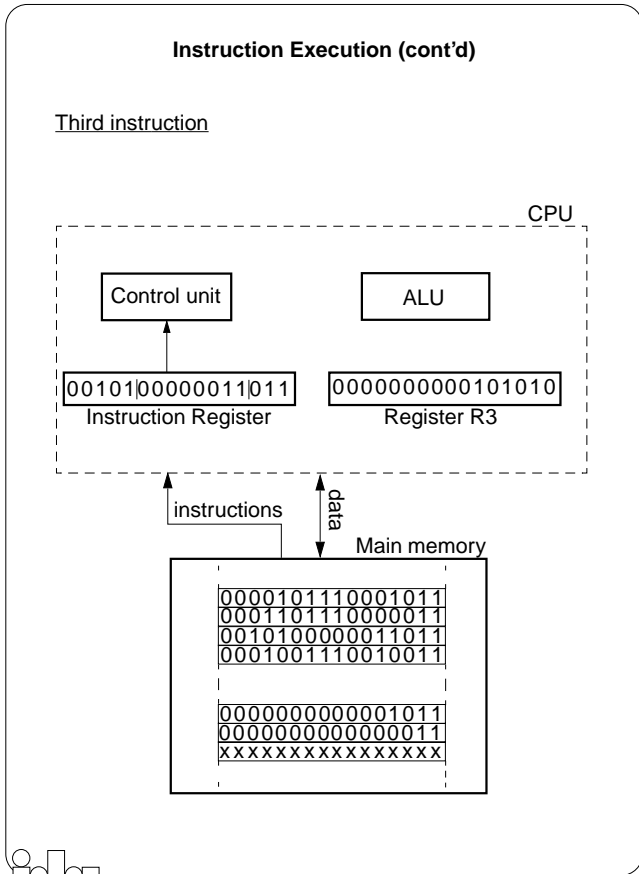 Instruction Execution (cont'd)
Third instruction
CPU
Control unit
ALU
00101|00000011|011
0000000000101010
Instruction Register
Register R3
instructions
data
Main memory
0000101110001011
0001101110000011
0010100000011011
0001001110010011
0000000000001011
0000000000000011
xxxxxxxxxxxxxxxx